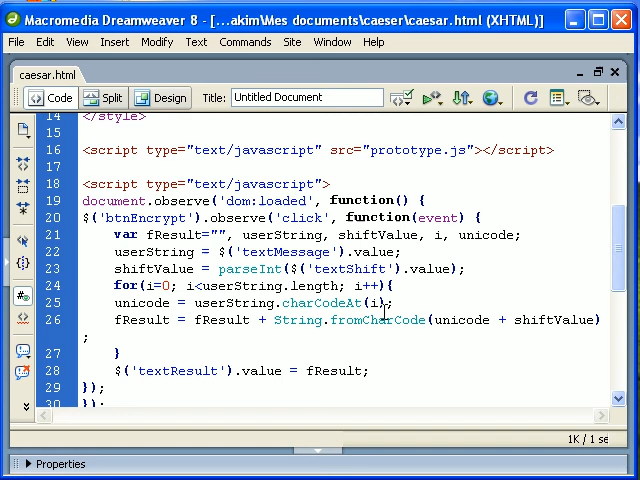 Macromedia Dreamweaver 8 - [...akim\Mes documents\caeser\caesar.html (XHTML)]
File Edit View Insert Modify Text Commands Site Window Help
caesar.html
Code Split Design Title: Untitled Document
14 </style>
15
16 <script type="text/javascript" src="prototype.js"></script>
17
18 <script type="text/javascript">
19 document.observe('dom:loaded', function() {
20 $('btnEncrypt').observe('click', function(event) {
21 var fResult="", userString, shiftValue, i, unicode;
22 userString = $('textMessage').value;
23 shiftValue = parseInt($('textShift').value);
24 for(i=0; i<userString.length; i++){
25 unicode = userString.charCodeAt(i);
26 fResult = fResult + String.fromCharCode(unicode + shiftValue)
;
27 }
28 $('textResult').value = fResult;
29 });
30 });
1K / 1 se
Properties